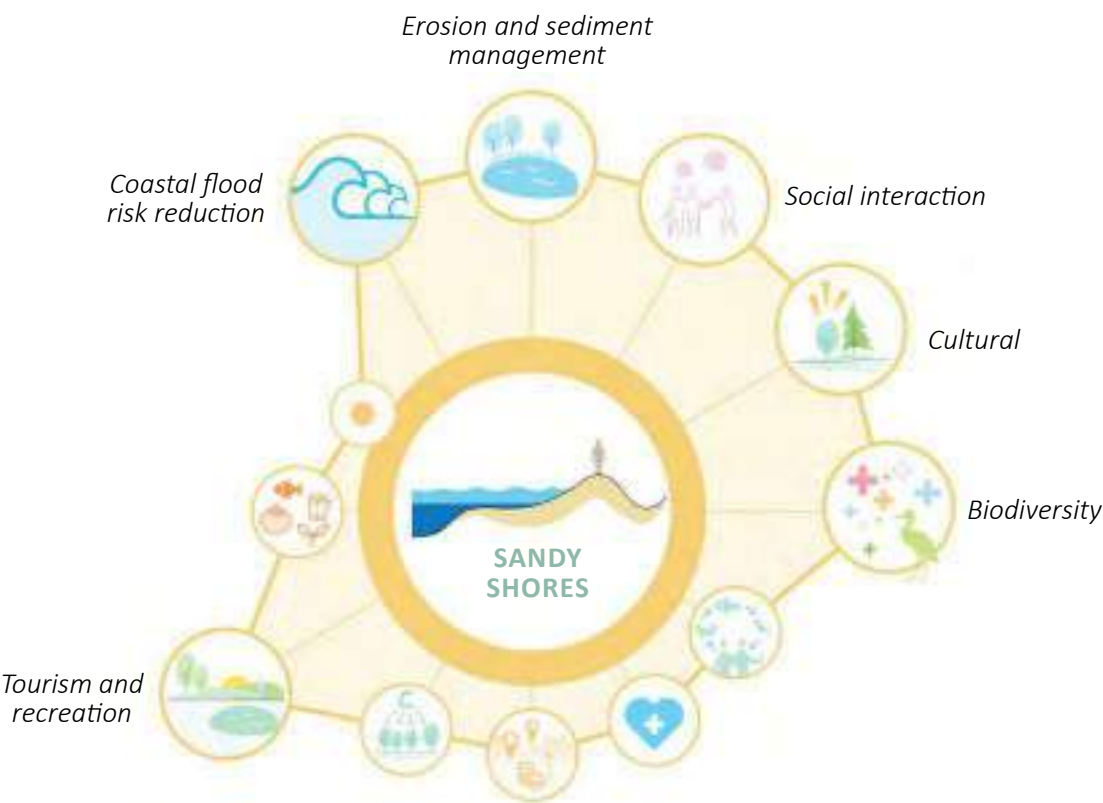 Erosion and sediment
management
Coastal flood
risk reduction
Social interaction
Cultural
Biodiversity
SANDY
SHORES
Tourism and
recreation